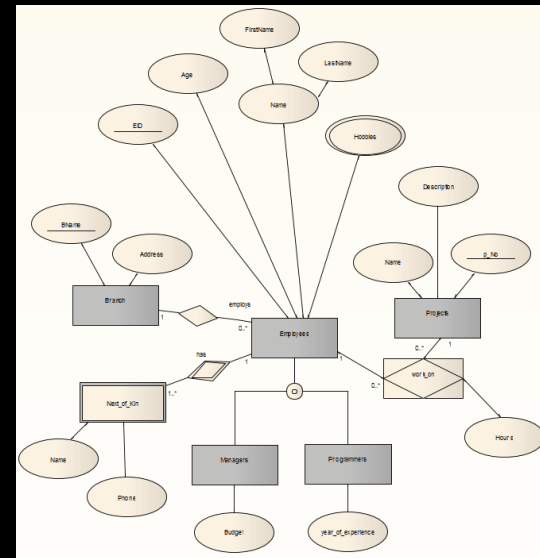 FirstName
LastName
Age
Name
EID
Hobbies
Description
BName
Address
Name
p_No
employs
Branch
1
0..*
Employees
Projects
1
has
1
1
0..*
work_on
0..*
1..*
Next_of_Kin
Hours
Name
Phone
O
Managers
Programmers
Budget
year_of_experience